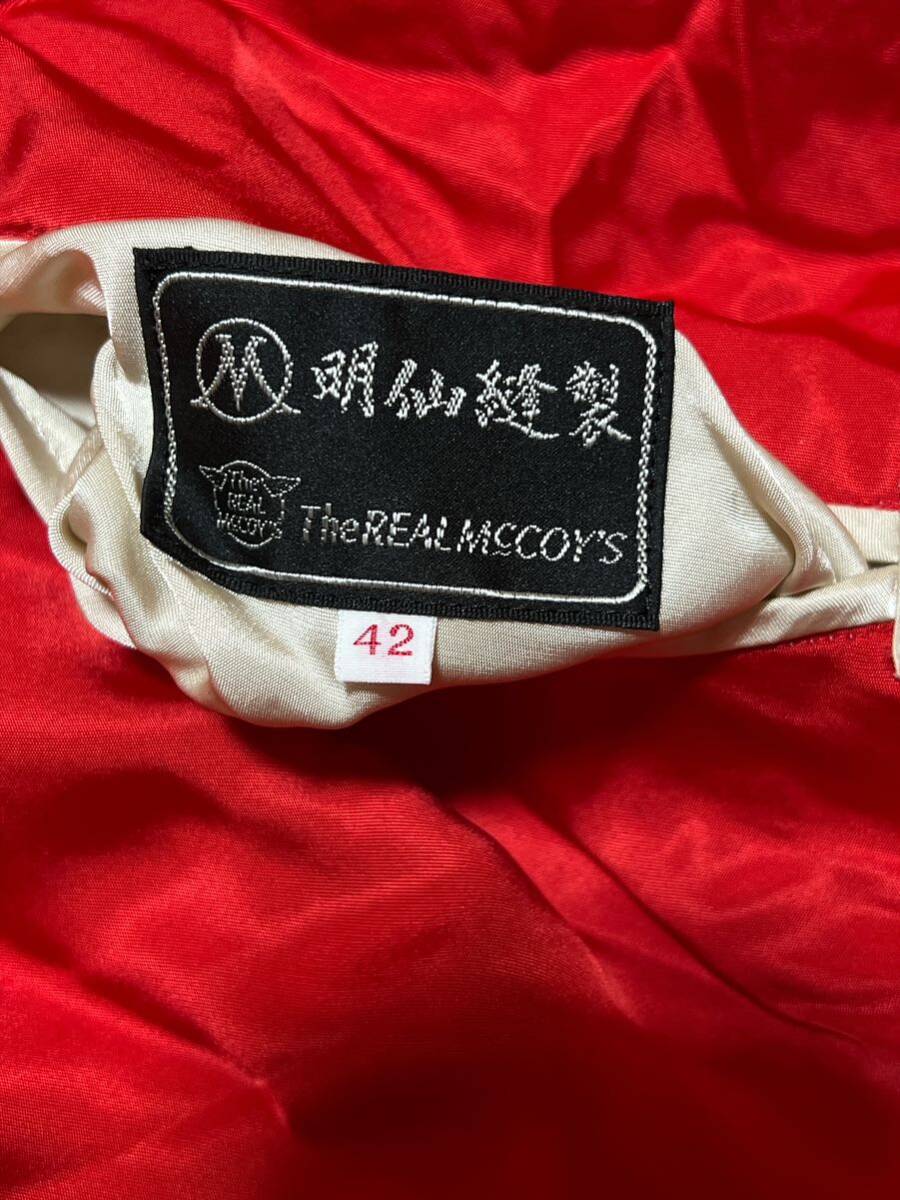 M 明仙縫製
The
REAL
McCOY'S
The REAL McCOY'S
42